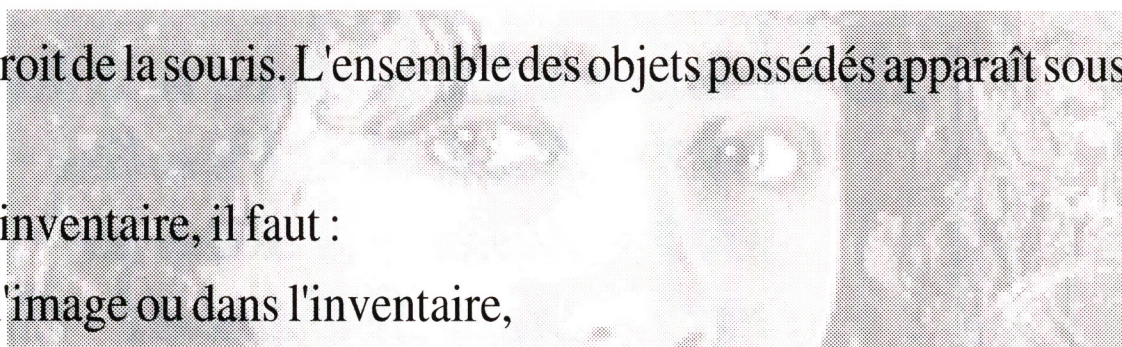 roit de la souris. L'ensemble des objets possédés apparaît sous
inventaire, il faut :
'image ou dans l'inventaire,